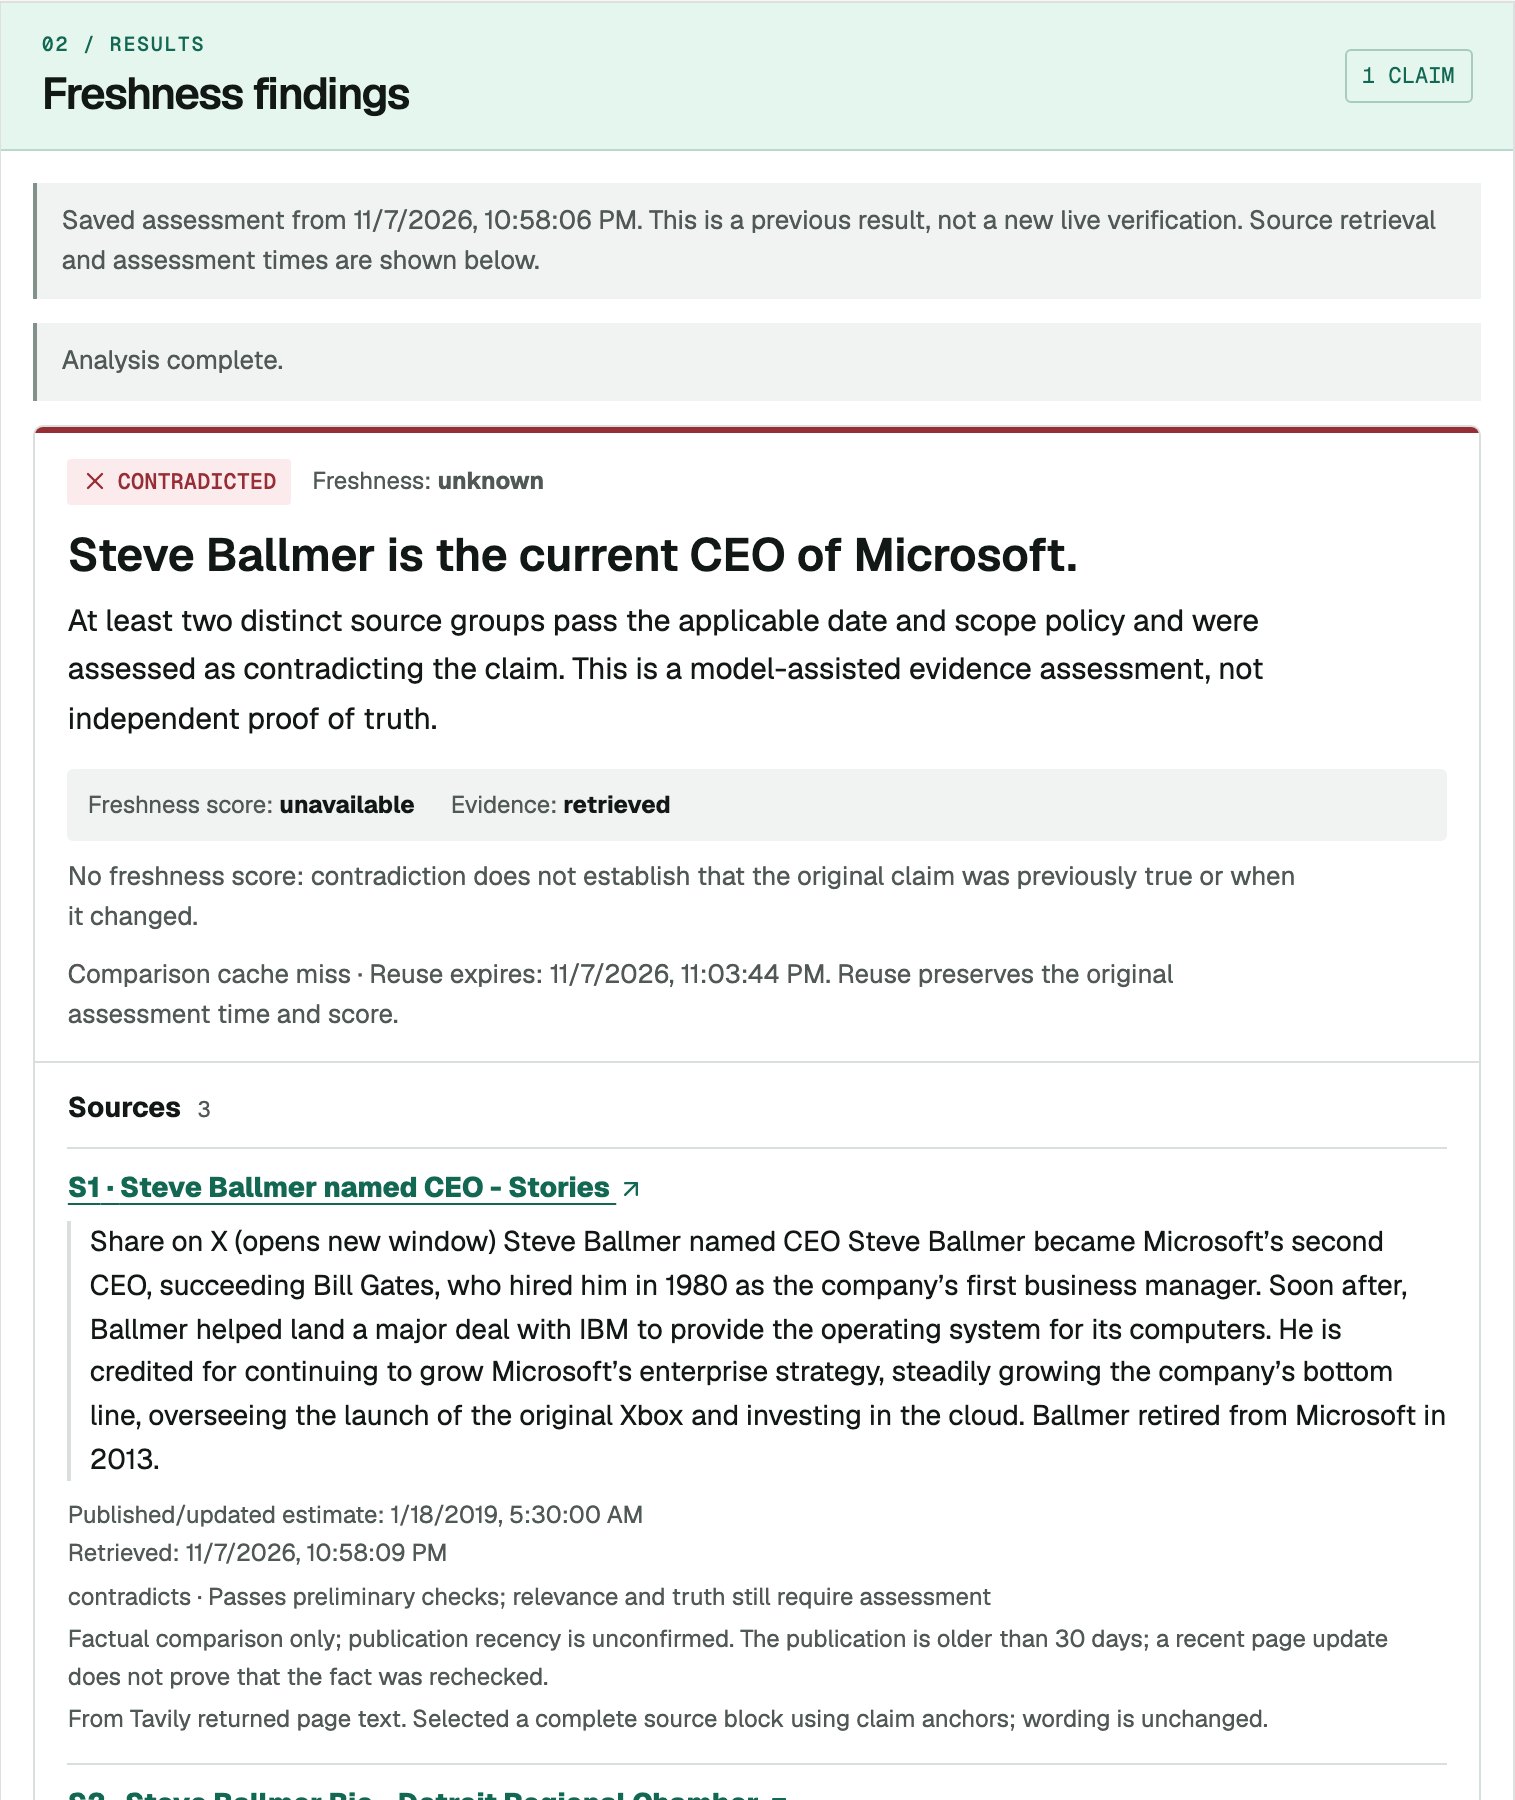 02 / RESULTS
Freshness findings
1 CLAIM
Saved assessment from 11/7/2026, 10:58:06 PM. This is a previous result, not a new live verification. Source retrieval
and assessment times are shown below.
Analysis complete.
CONTRADICTED Freshness: unknown
Steve Ballmer is the current CEO of Microsoft.
At least two distinct source groups pass the applicable date and scope policy and were
assessed as contradicting the claim. This is a model-assisted evidence assessment, not
independent proof of truth.
Freshness score: unavailable Evidence: retrieved
No freshness score: contradiction does not establish that the original claim was previously true or when
it changed.
Comparison cache miss · Reuse expires: 11/7/2026, 11:03:44 PM. Reuse preserves the original
assessment time and score.
Sources 3
S1 · Steve Ballmer named CEO - Stories ↗
Share on X (opens new window) Steve Ballmer named CEO Steve Ballmer became Microsoft’s second
CEO, succeeding Bill Gates, who hired him in 1980 as the company’s first business manager. Soon after,
Ballmer helped land a major deal with IBM to provide the operating system for its computers. He is
credited for continuing to grow Microsoft’s enterprise strategy, steadily growing the company’s bottom
line, overseeing the launch of the original Xbox and investing in the cloud. Ballmer retired from Microsoft in
2013.
Published/updated estimate: 1/18/2019, 5:30:00 AM
Retrieved: 11/7/2026, 10:58:09 PM
contradicts · Passes preliminary checks; relevance and truth still require assessment
Factual comparison only; publication recency is unconfirmed. The publication is older than 30 days; a recent page update
does not prove that the fact was rechecked.
From Tavily returned page text. Selected a complete source block using claim anchors; wording is unchanged.
S2 · Steve Ballmer Bio - Detroit Regional Chamber ↗